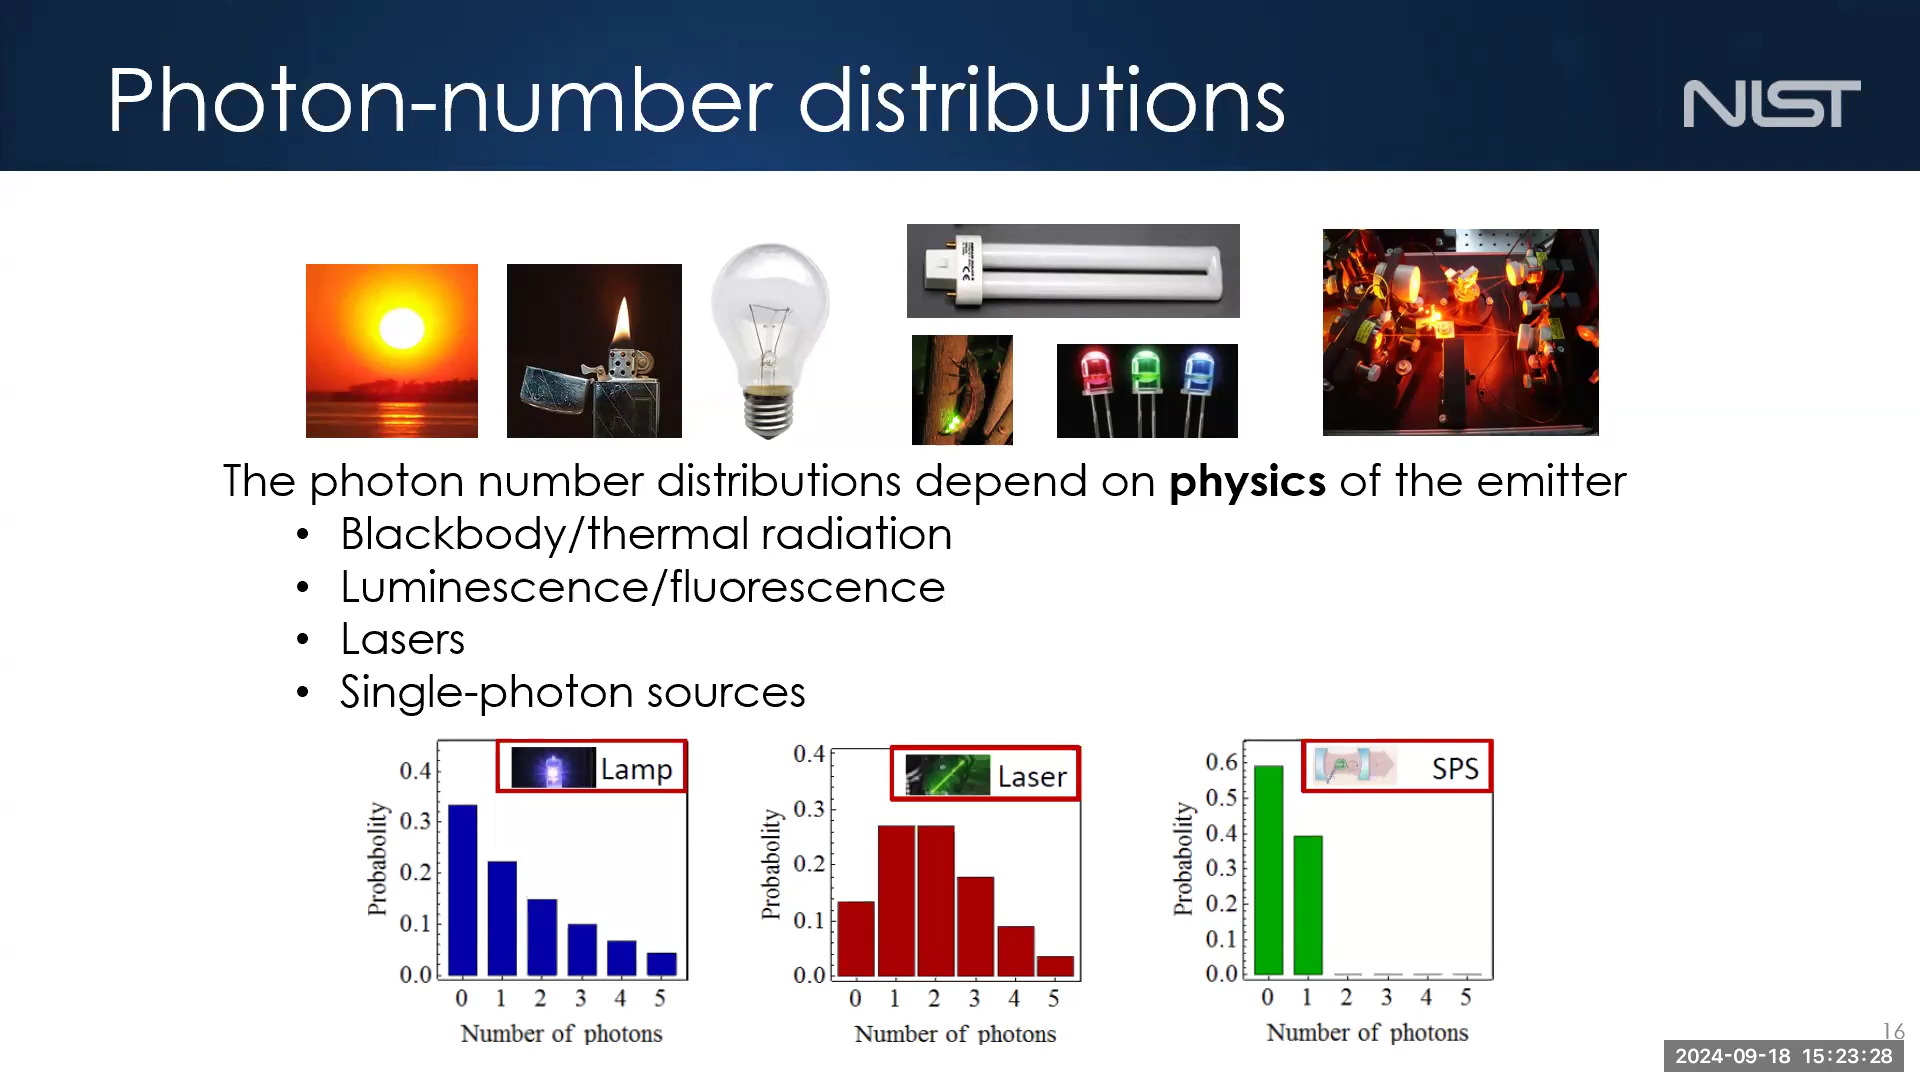 Photon-number distributions
NIST
The photon number distributions depend on physics of the emitter
• Blackbody/thermal radiation
• Luminescence/fluorescence
• Lasers
• Single-photon sources
Lamp
0.4
0.3
0.2
0.1
0.0
Probabolity
0 1 2 3 4 5
Number of photons
Laser
0.4
0.3
0.2
0.1
0.0
Probabolity
0 1 2 3 4 5
Number of photons
SPS
0.6
0.5
0.4
0.3
0.2
0.1
0.0
Probabolity
0 1 2 3 4 5
Number of photons
16
2024-09-18 15:23:28